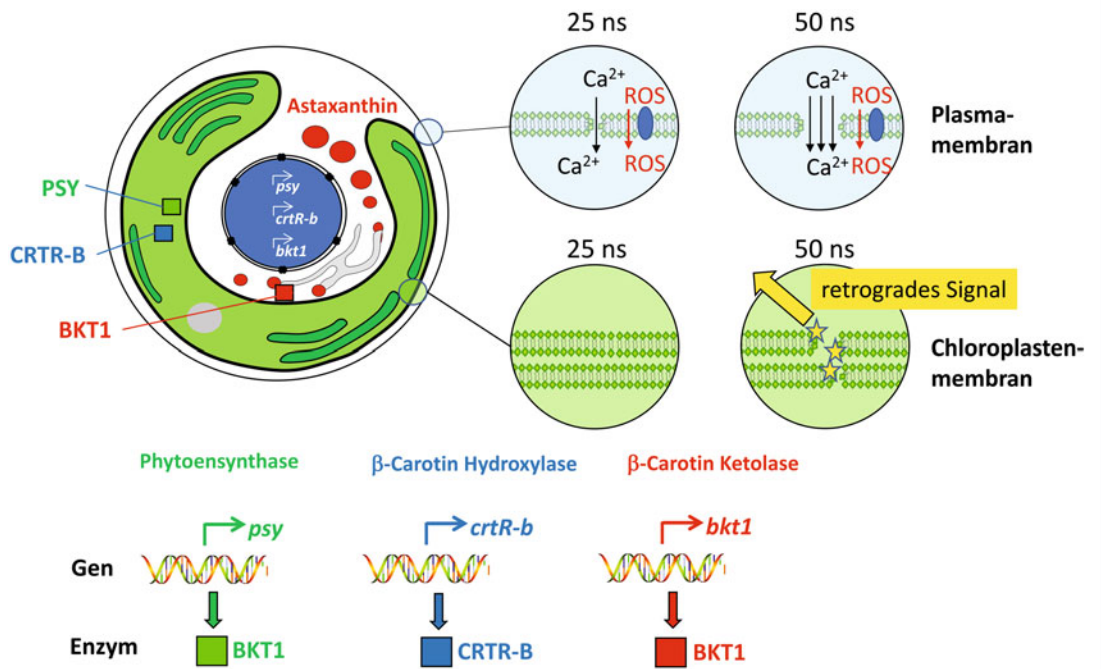 25 ns
50 ns
Astaxanthin
Ca2+
ROS
Ca2+
ROS
Ca2+
ROS
Ca2+
ROS
Plasma-
membran
PSY
CRTR-B
BKT1
psy
crtR-b
bkt1
25 ns
50 ns
retrogrades Signal
Chloroplasten-
membran
Phytoensynthase
β-Carotin Hydroxylase
β-Carotin Ketolase
psy
crtR-b
bkt1
Gen
Enzym
BKT1
CRTR-B
BKT1